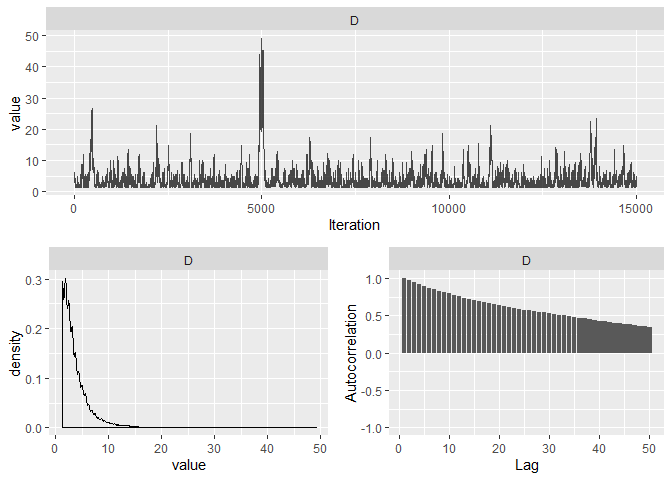 D
50
40
30
20
10
0
value
0 5000 10000 15000
Iteration
D
0.3
0.2
0.1
0.0
density
0 10 20 30 40 50
value
D
1.0
0.5
0.0
-0.5
-1.0
Autocorrelation
0 10 20 30 40 50
Lag